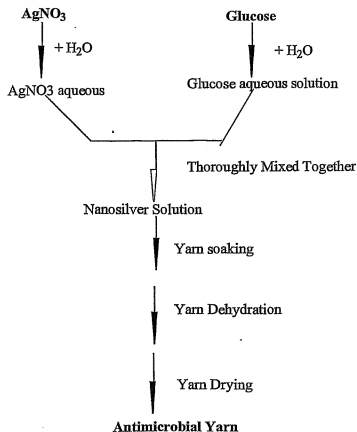 AgNO₃
Glucose
+ H₂O
+ H₂O
AgNO3 aqueous
Glucose aqueous solution
Thoroughly Mixed Together
Nanosilver Solution
Yarn soaking
Yarn Dehydration
Yarn Drying
Antimicrobial Yarn